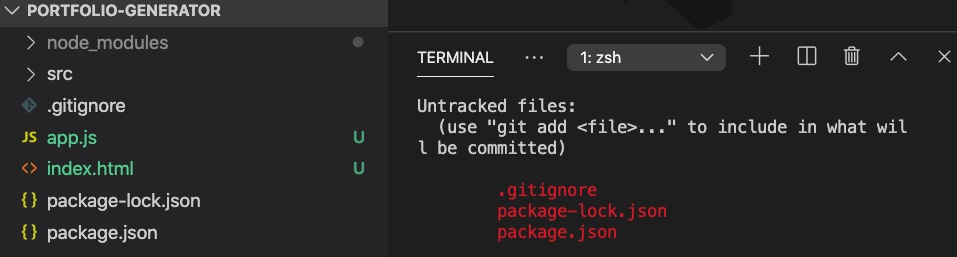 PORTFOLIO-GENERATOR
node_modules
src
.gitignore
JS app.js U
<> index.html U
{} package-lock.json
{} package.json
TERMINAL ... 1: zsh
Untracked files:
(use "git add <file>..." to include in what wil
l be committed)
.gitignore
package-lock.json
package.json